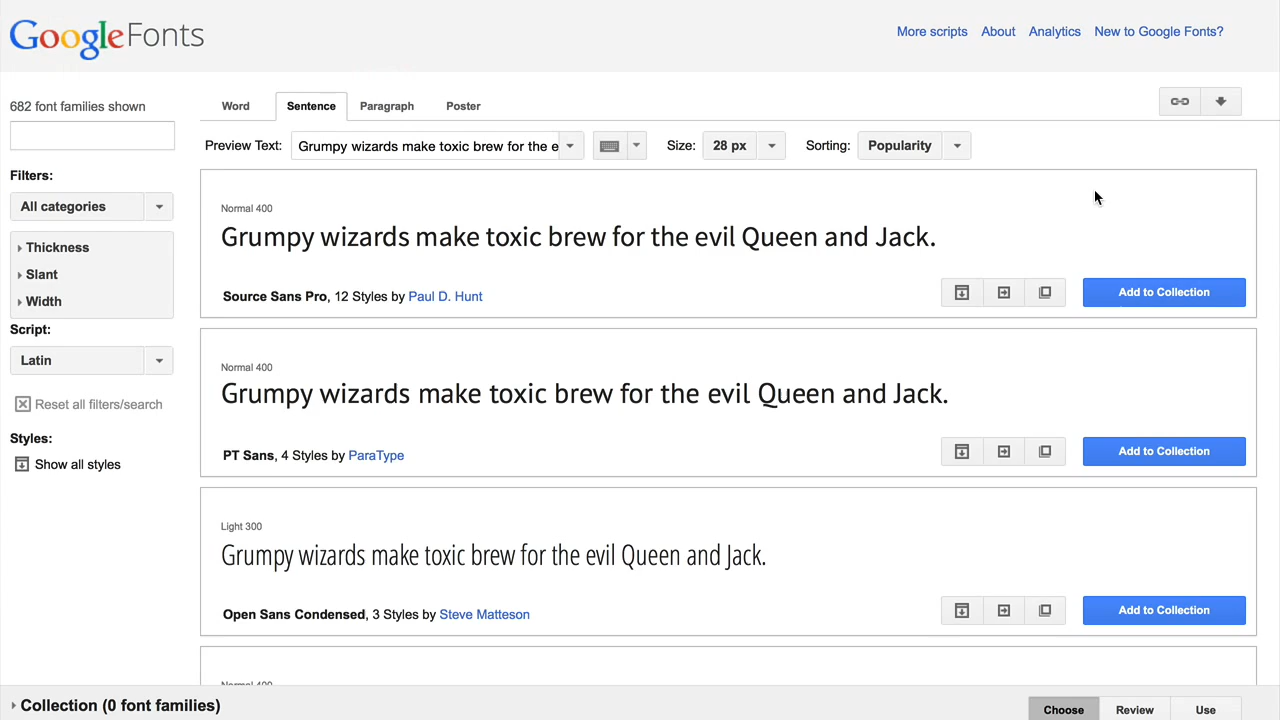 Google Fonts
More scripts About Analytics New to Google Fonts?
682 font families shown
Word Sentence Paragraph Poster
Preview Text: Grumpy wizards make toxic brew for the e Size: 28 px Sorting: Popularity
Filters:
All categories
Thickness
Slant
Width
Script:
Latin
Reset all filters/search
Styles:
Show all styles
Normal 400
Grumpy wizards make toxic brew for the evil Queen and Jack.
Source Sans Pro, 12 Styles by Paul D. Hunt
Add to Collection
Normal 400
Grumpy wizards make toxic brew for the evil Queen and Jack.
PT Sans, 4 Styles by ParaType
Add to Collection
Light 300
Grumpy wizards make toxic brew for the evil Queen and Jack.
Open Sans Condensed, 3 Styles by Steve Matteson
Add to Collection
Normal 400
Collection (0 font families)
Choose Review Use